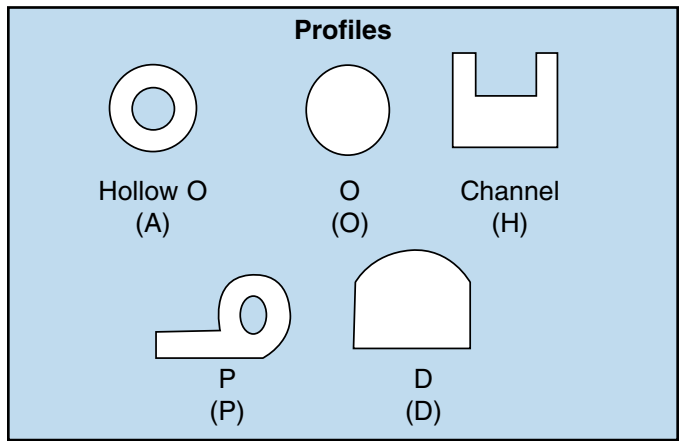 Profiles
Hollow O
(A)
O
(O)
Channel
(H)
P
(P)
D
(D)